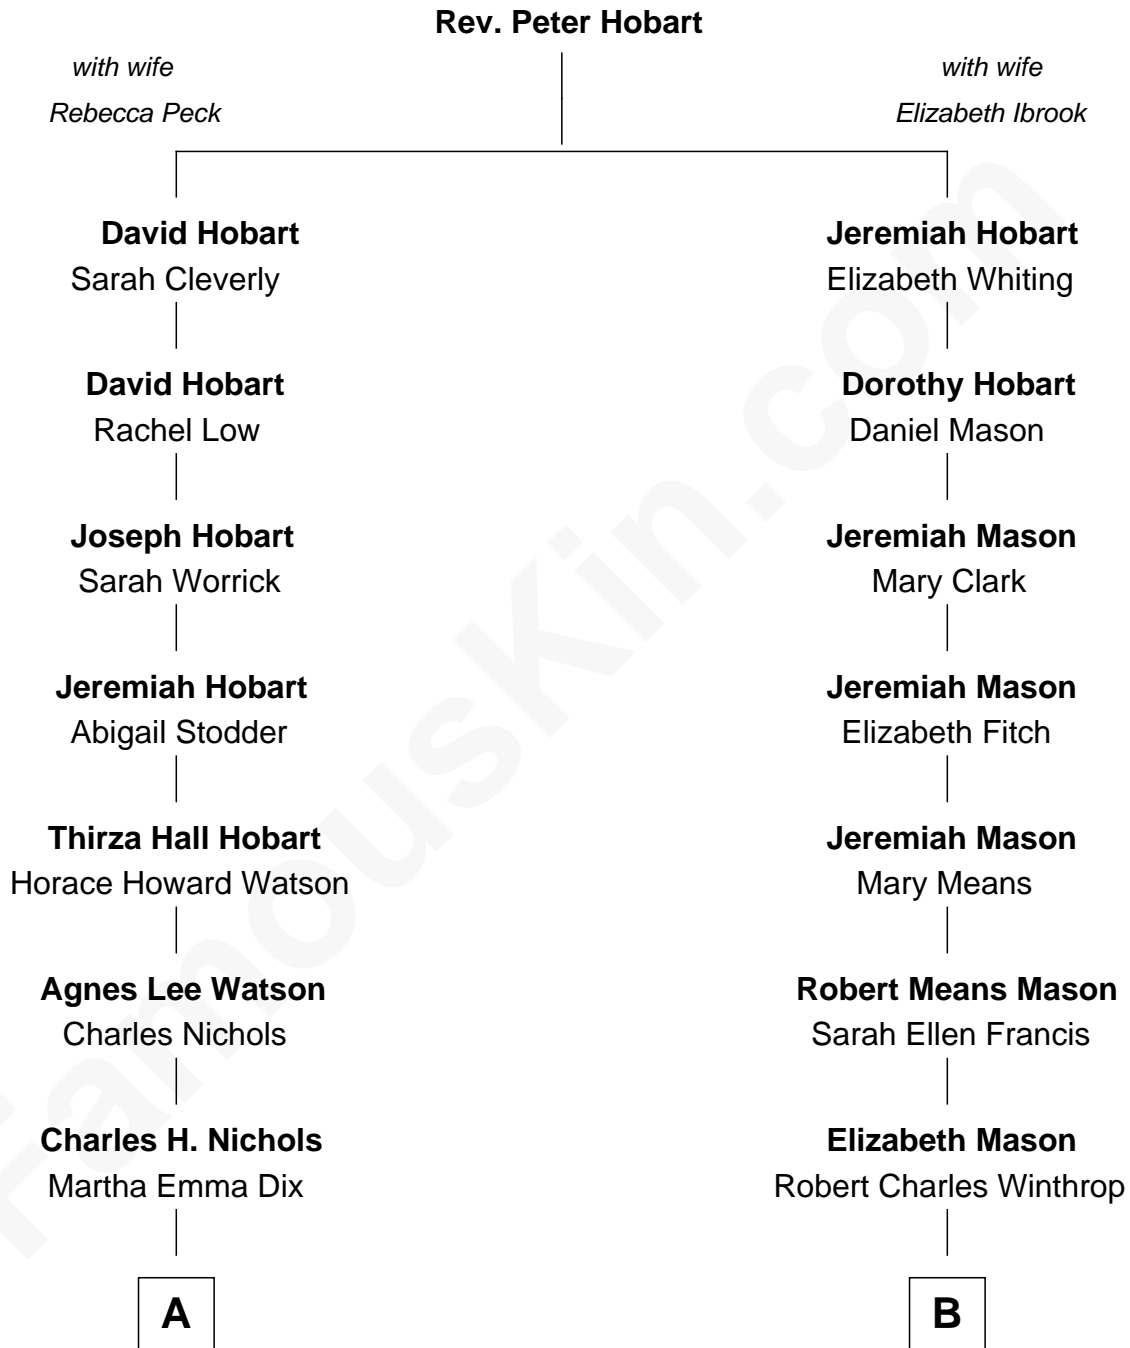 Rev. Peter Hobart
with wife
Rebecca Peck
with wife
Elizabeth Ibrook
David Hobart
Sarah Cleverly
Jeremiah Hobart
Elizabeth Whiting
David Hobart
Rachel Low
Dorothy Hobart
Daniel Mason
Joseph Hobart
Sarah Worrick
Jeremiah Mason
Mary Clark
Jeremiah Hobart
Abigail Stodder
Jeremiah Mason
Elizabeth Fitch
Thirza Hall Hobart
Horace Howard Watson
Jeremiah Mason
Mary Means
Agnes Lee Watson
Charles Nichols
Robert Means Mason
Sarah Ellen Francis
Charles H. Nichols
Martha Emma Dix
Elizabeth Mason
Robert Charles Winthrop
A
B
FamousKin.com